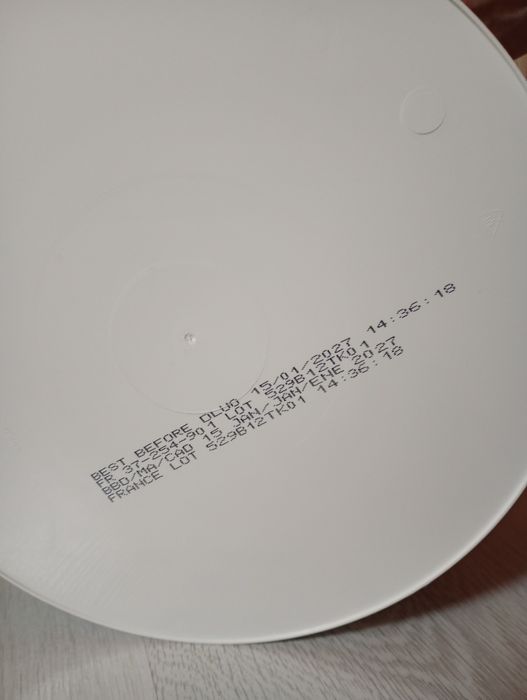 BEST BEFORE DLUO 15/01/2027 14:36:18
FR 37-254-901 LOT 529B12TK01
BBD/MA/CAD 15 JAN/JAN/ENE 2027
FRANCE LOT 529B12TK01 14:36:18